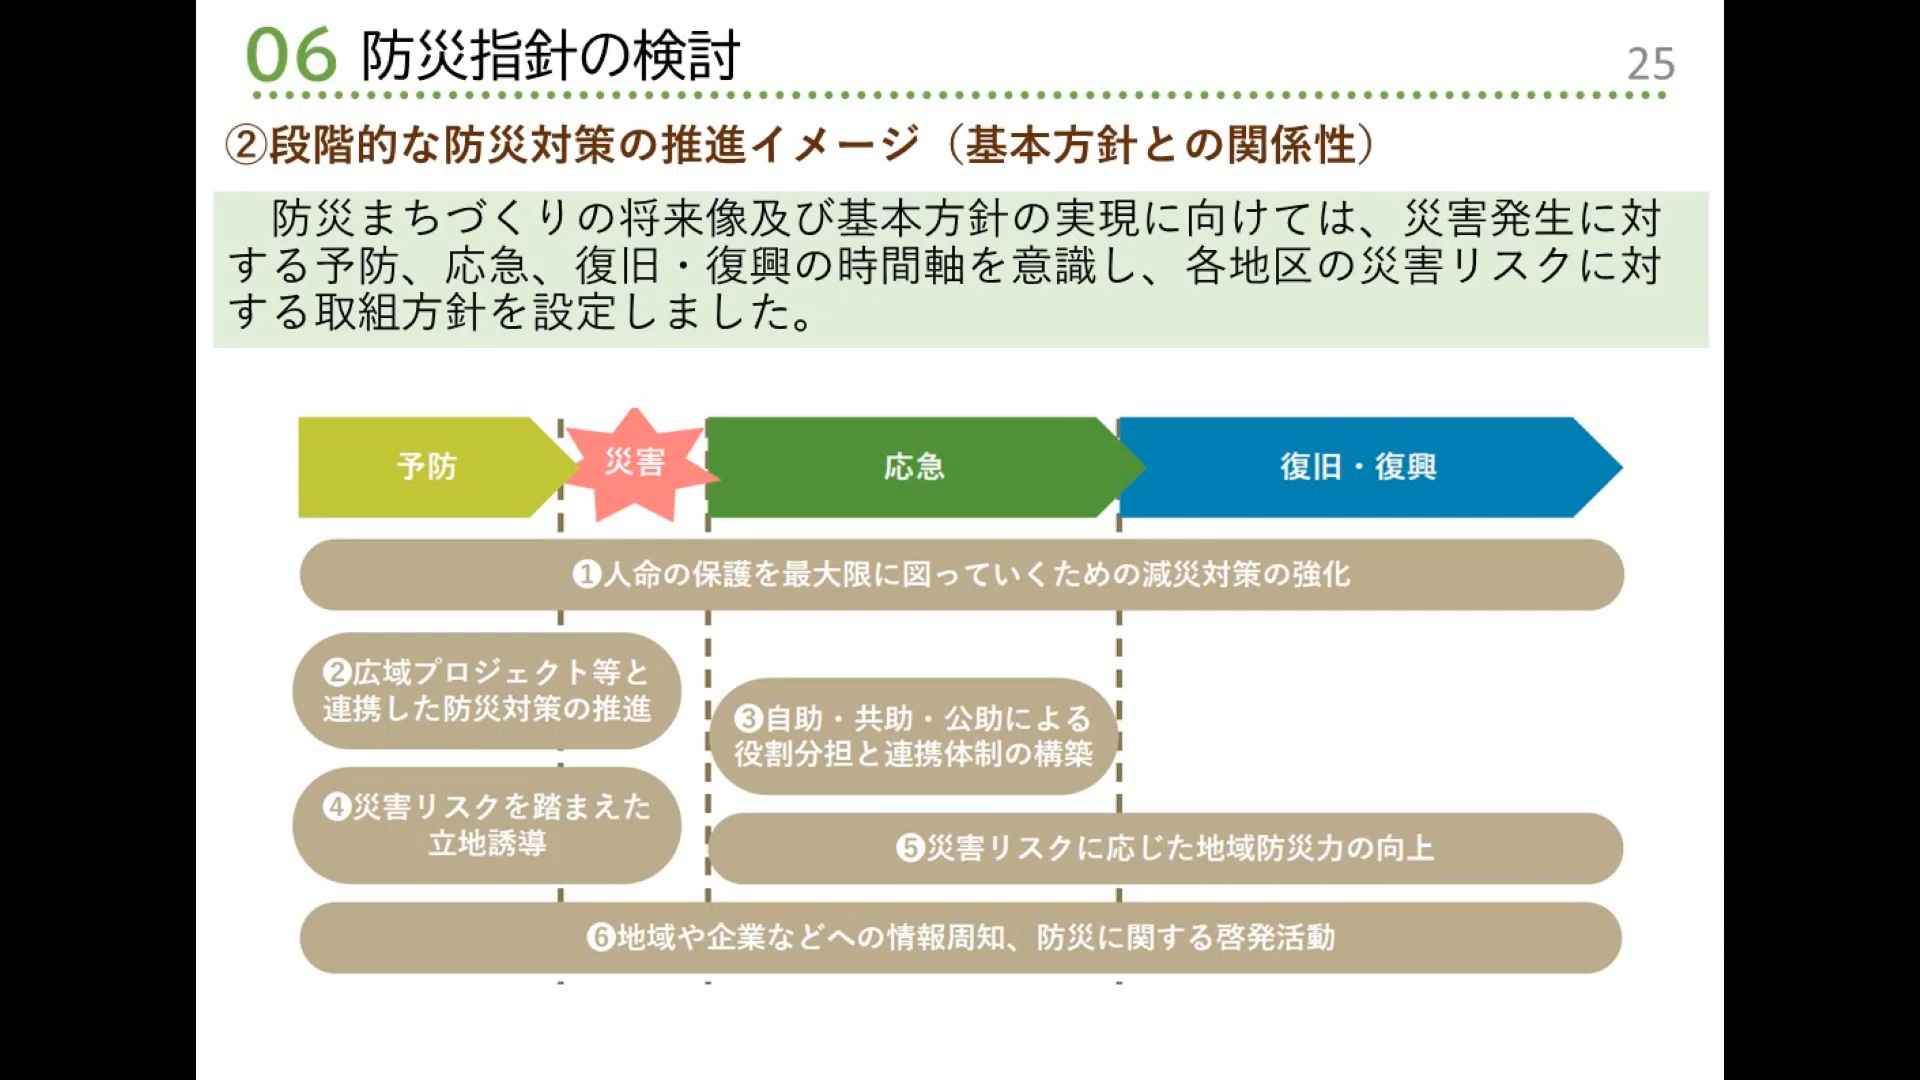 06 防災指針の検討
25
②段階的な防災対策の推進イメージ（基本方針との関係性）
防災まちづくりの将来像及び基本方針の実現に向けては、災害発生に対
する予防、応急、復旧・復興の時間軸を意識し、各地区の災害リスクに対
する取組方針を設定しました。
予防
災害
応急
復旧・復興
❶人命の保護を最大限に図っていくための減災対策の強化
❷広域プロジェクト等と
連携した防災対策の推進
❸自助・共助・公助による
役割分担と連携体制の構築
❹災害リスクを踏まえた
立地誘導
❺災害リスクに応じた地域防災力の向上
❻地域や企業などへの情報周知、防災に関する啓発活動